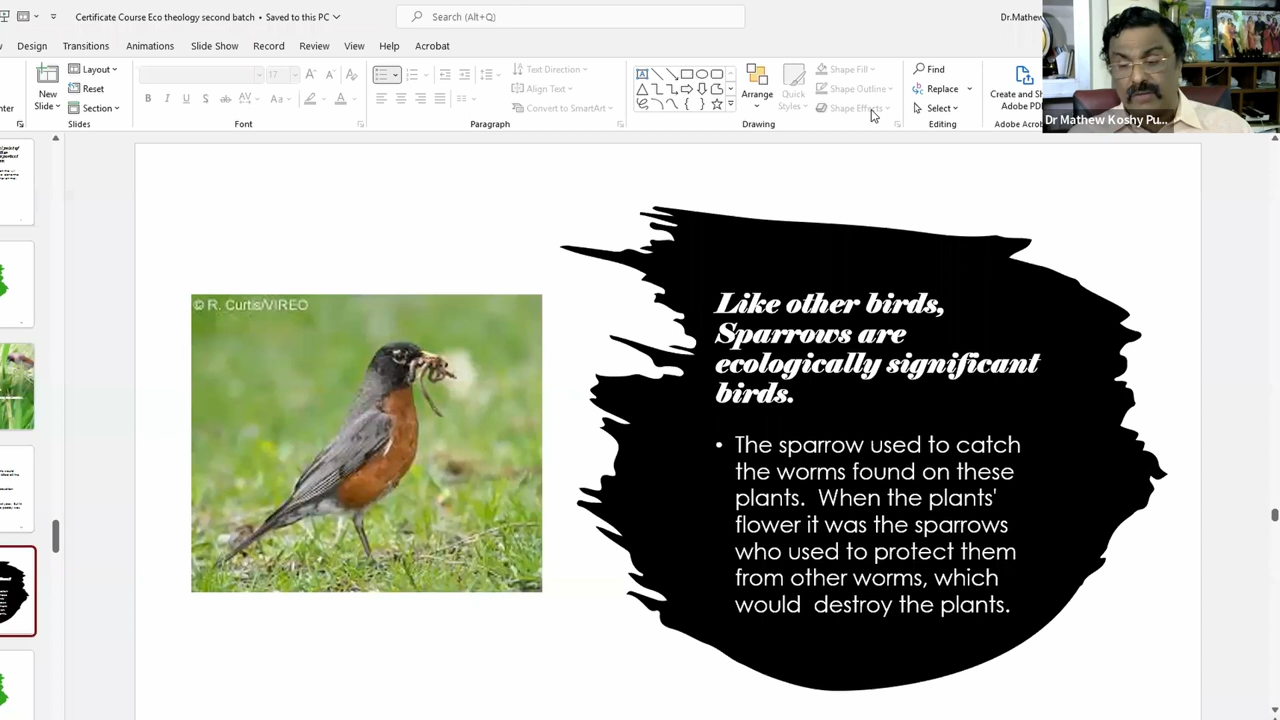 Certificate Course Eco theology second batch • Saved to this PC
Search (Alt+Q)
Dr.Mathew
Design Transitions Animations Slide Show Record Review View Help Acrobat
New Slide
Layout
Reset
Section
Slides
17
B I U S ab AV Aa A
Font
Paragraph
Text Direction
Align Text
Convert to SmartArt
Arrange
Quick Styles
Shape Fill
Shape Outline
Shape Effects
Drawing
Find
Replace
Select
Editing
Create and
Adobe PD
Dr Mathew Koshy Pu...
© R. Curtis/VIREO
Like other birds,
Sparrows are
ecologically significant
birds.
• The sparrow used to catch
the worms found on these
plants. When the plants'
flower it was the sparrows
who used to protect them
from other worms, which
would destroy the plants.